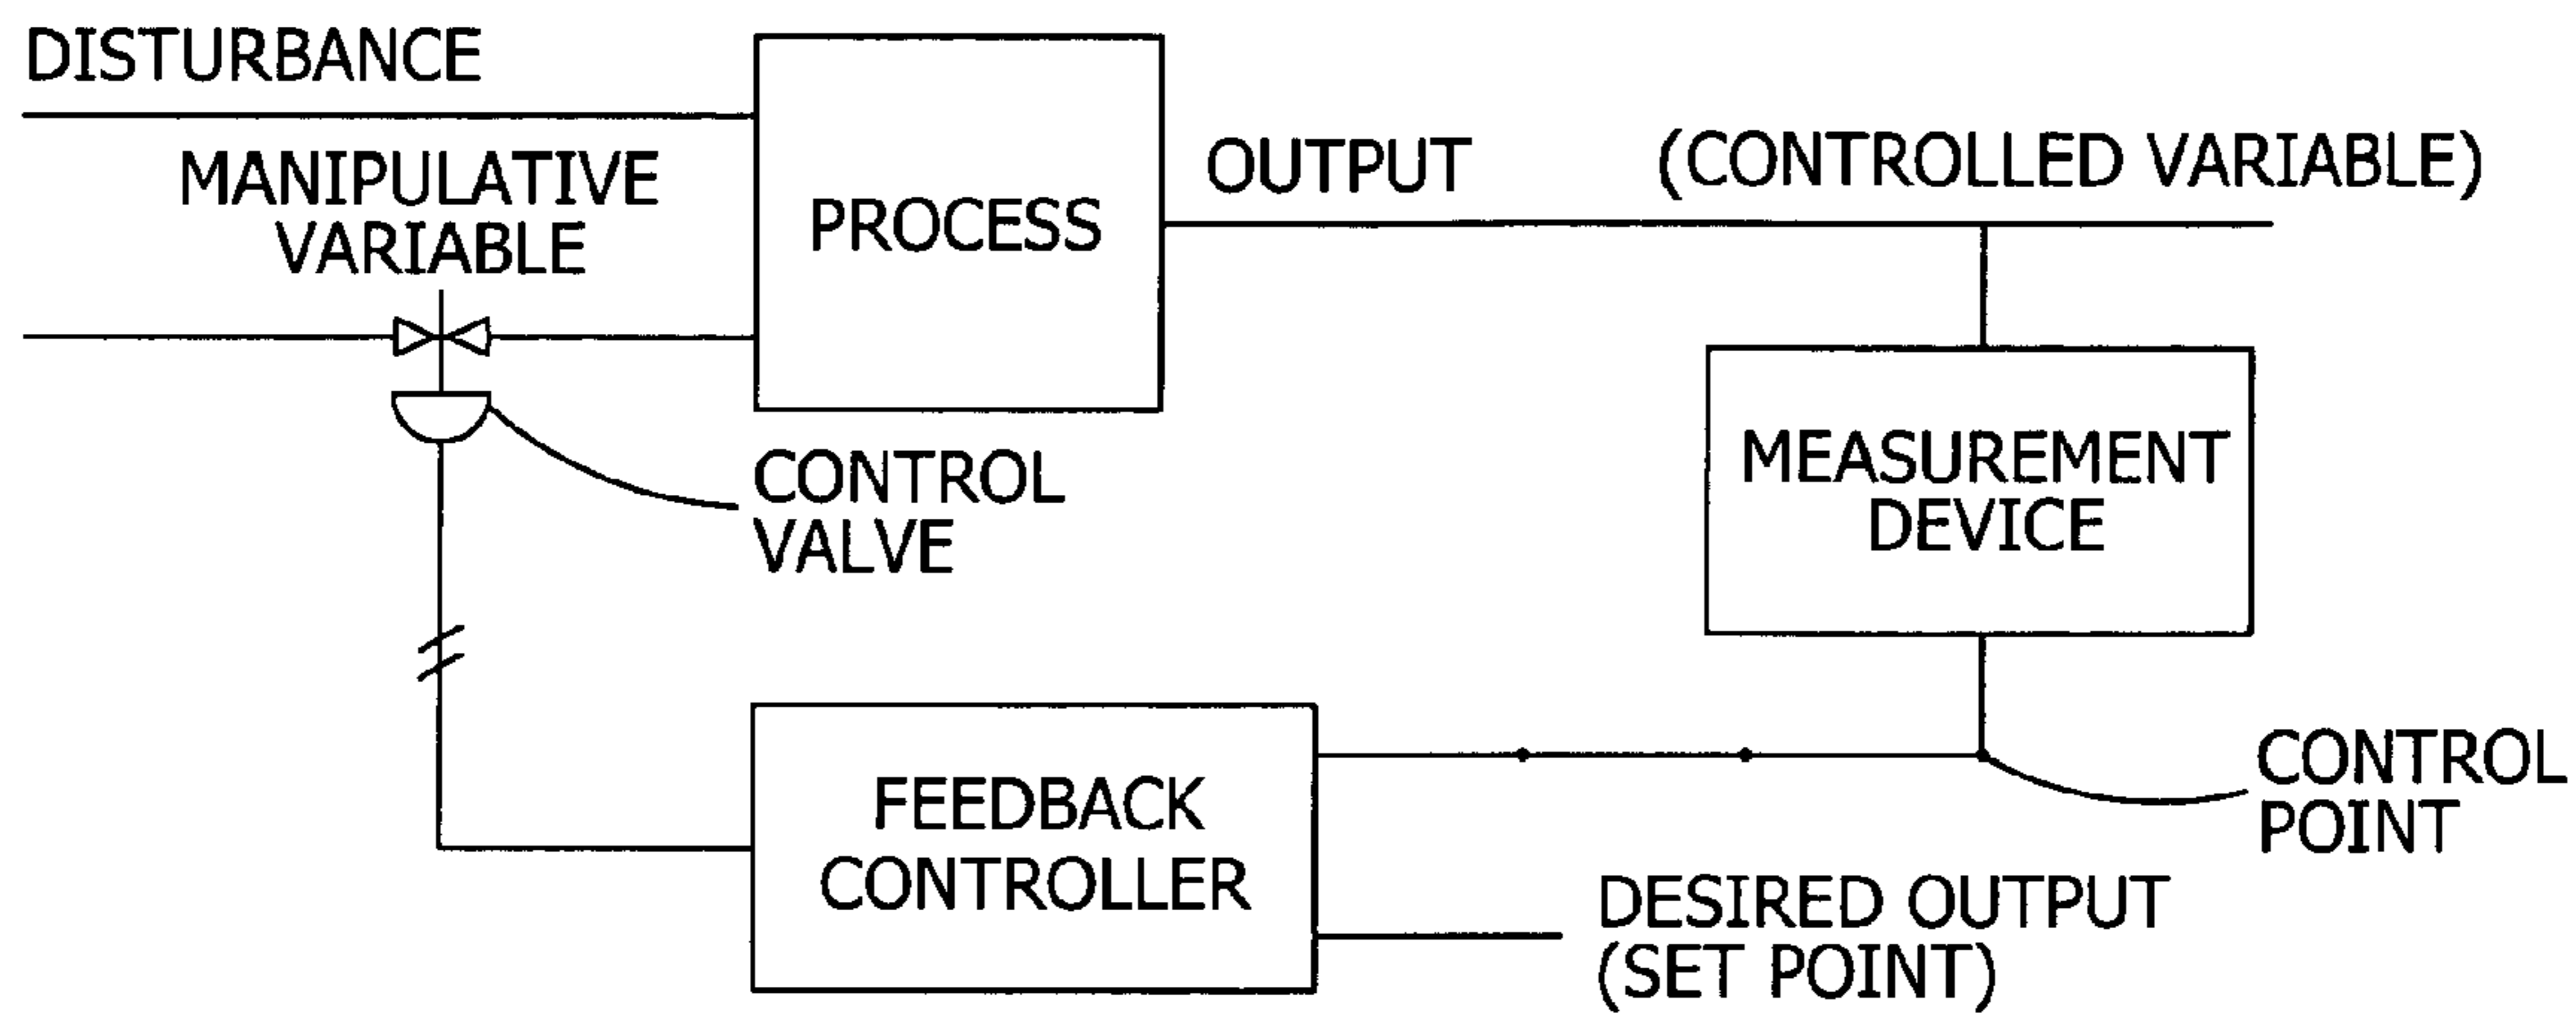 DISTURBANCE
MANIPULATIVE
VARIABLE
PROCESS
OUTPUT
(CONTROLLED VARIABLE)
CONTROL
VALVE
MEASUREMENT
DEVICE
FEEDBACK
CONTROLLER
CONTROL
POINT
DESIRED OUTPUT
(SET POINT)